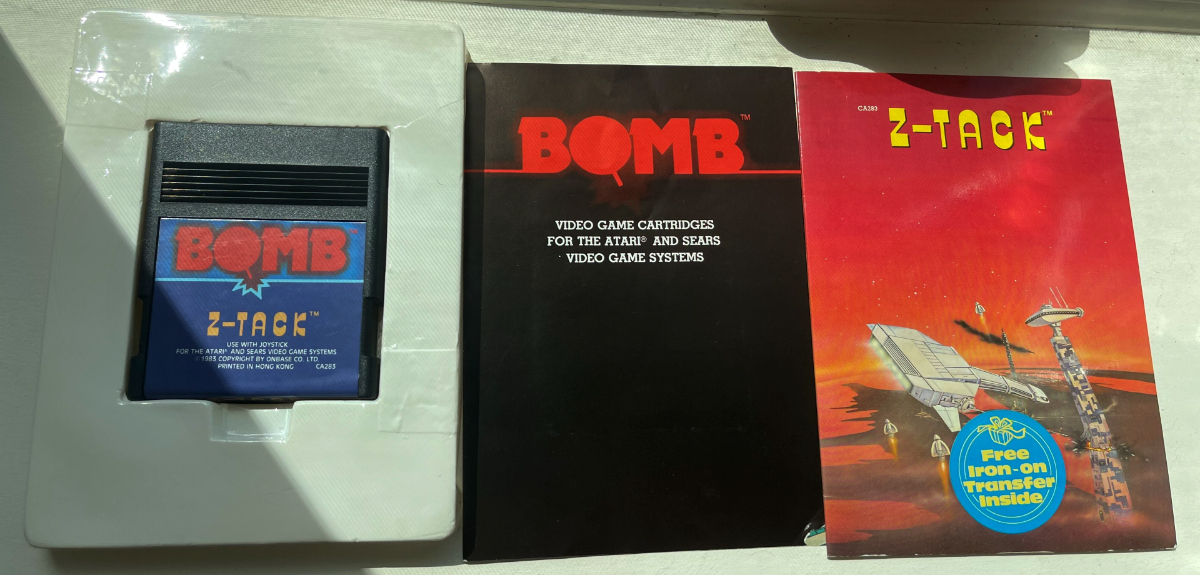 BOMB™
Z-TACK™
USE WITH JOYSTICK
FOR THE ATARI® AND SEARS VIDEO GAME SYSTEMS
© 1983 COPYRIGHT BY ONBASE CO. LTD.
PRINTED IN HONG KONG CA283
BOMB™
VIDEO GAME CARTRIDGES
FOR THE ATARI® AND SEARS
VIDEO GAME SYSTEMS
CA283
Z-TACK™
Free
Iron-on
Transfer
Inside